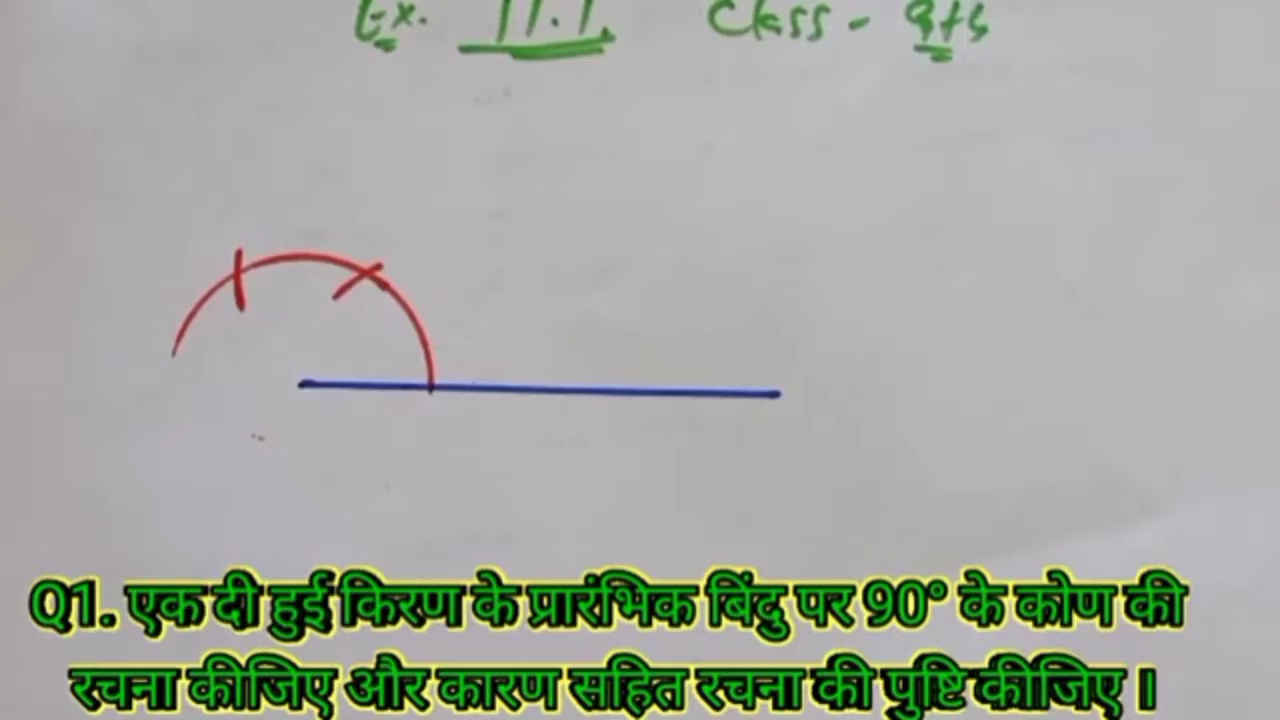 Ex. 11.1. Class - 9th
Q1. एक दी हुई किरण के प्रारंभिक बिंदु पर 90° के कोण की
रचना कीजिए और कारण सहित रचना की पुष्टि कीजिए ।